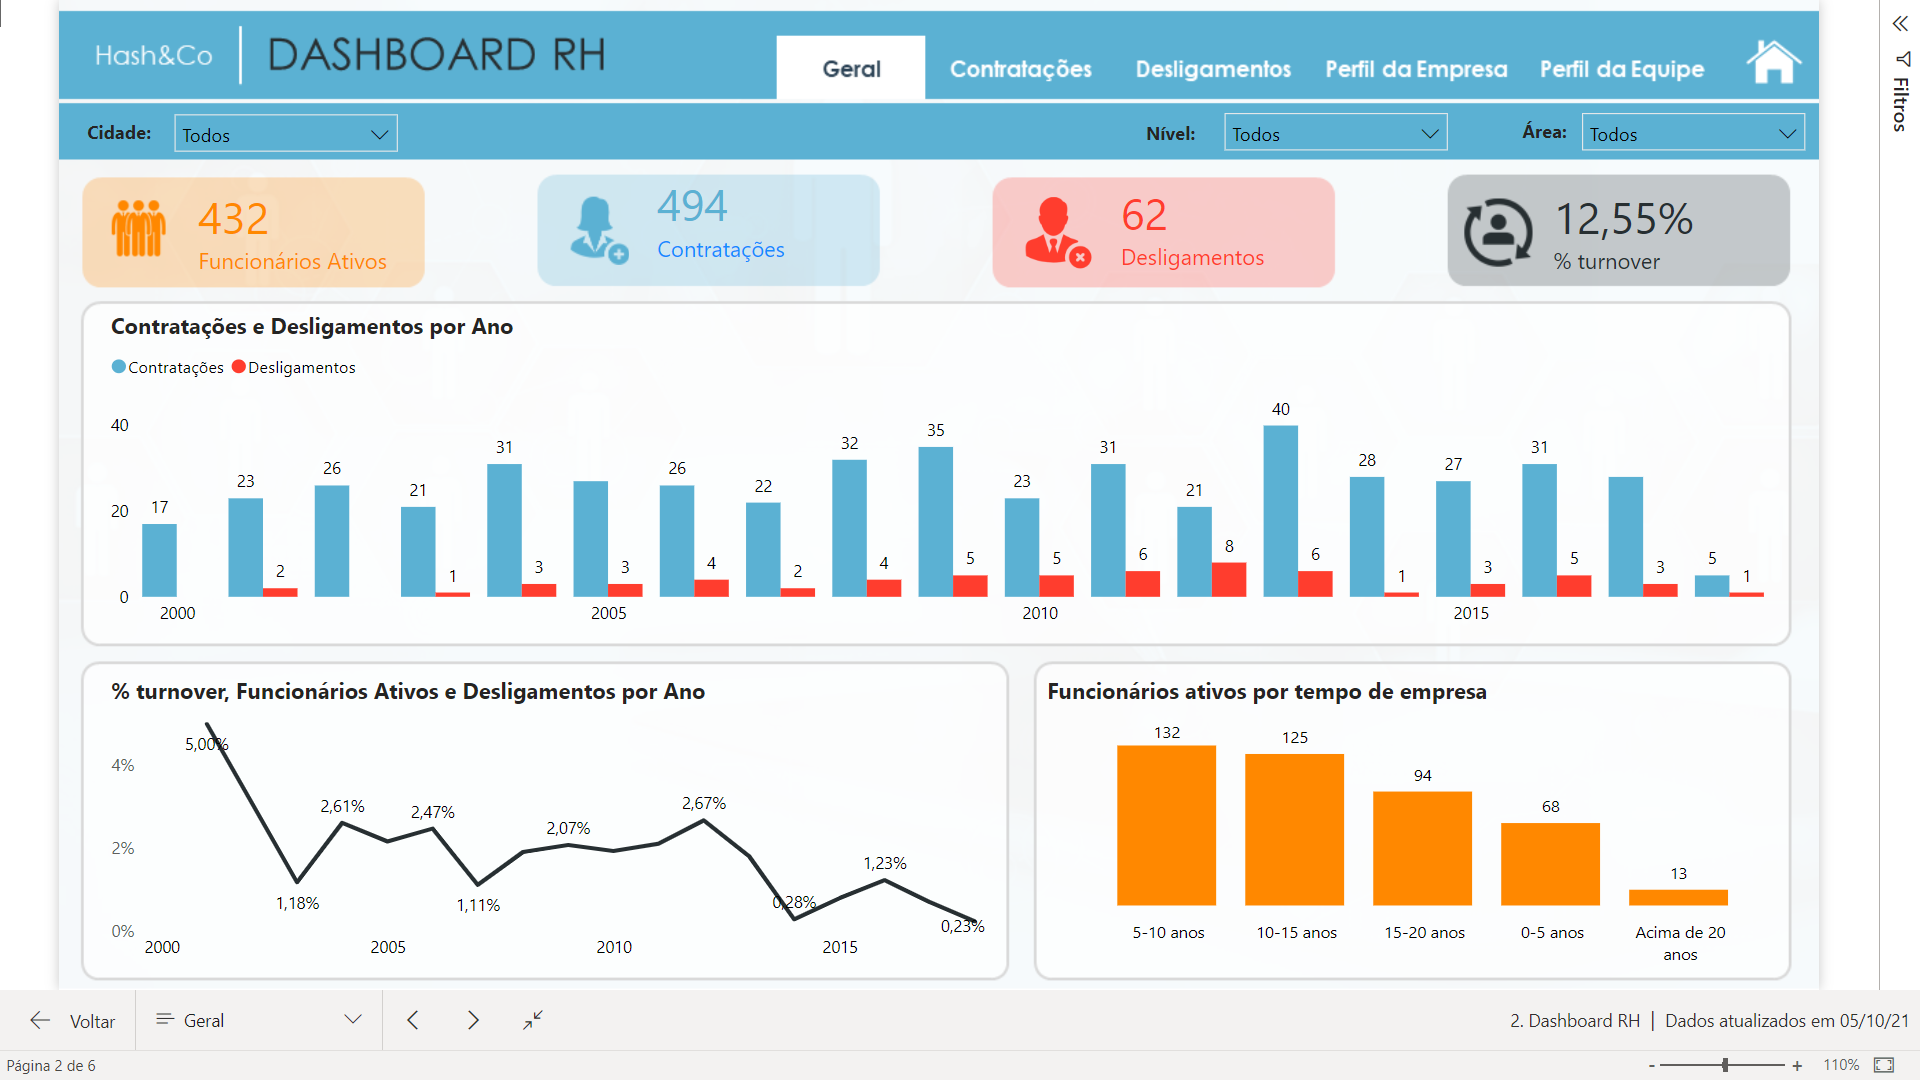 Hash&Co
DASHBOARD RH
Geral
Contratações
Desligamentos
Perfil da Empresa
Perfil da Equipe
Filtros
Cidade:
Todos
Nível:
Todos
Área:
Todos
432
Funcionários Ativos
494
Contratações
62
Desligamentos
12,55%
% turnover
Contratações e Desligamentos por Ano
Contratações Desligamentos
40
20
0
17
23
2
26
21
1
31
3
3
26
4
22
2
32
4
35
5
23
5
31
6
21
8
40
6
28
1
27
3
31
5
3
5
1
2000 2005 2010 2015
% turnover, Funcionários Ativos e Desligamentos por Ano
4%
2%
0%
5,00%
1,18%
2,61%
2,47%
1,11%
2,07%
2,67%
0,28%
1,23%
0,23%
2000 2005 2010 2015
Funcionários ativos por tempo de empresa
132
125
94
68
13
5-10 anos
10-15 anos
15-20 anos
0-5 anos
Acima de 20
anos
Voltar
Geral
2. Dashboard RH | Dados atualizados em 05/10/21
Página 2 de 6
- + 110%